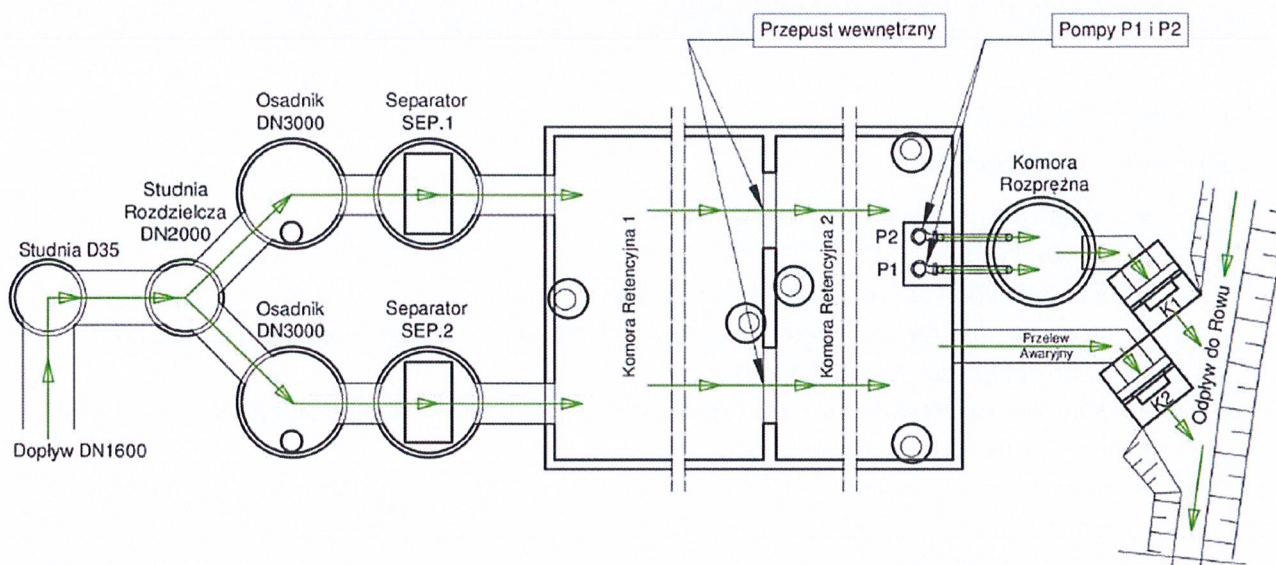 Przepust wewnętrzny
Pompy P1 i P2
Osadnik
DN3000
Separator
SEP.1
Studnia
Rozdzielcza
DN2000
Studnia D35
Komora
Rozprężna
Komora Retencyjna 1
Komora Retencyjna 2
P2
P1
Osadnik
DN3000
Separator
SEP.2
Przelew
Awaryjny
K1
K2
Odpływ do Rowu
Dopływ DN1600